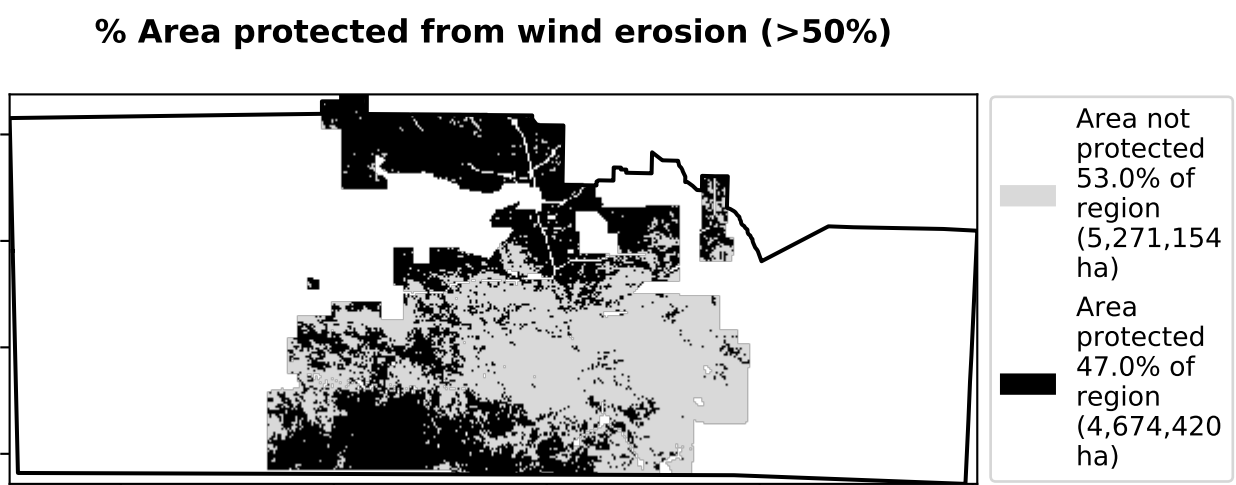 % Area protected from wind erosion (>50%)
Area not
protected
53.0% of
region
(5,271,154
ha)
Area
protected
47.0% of
region
(4,674,420
ha)